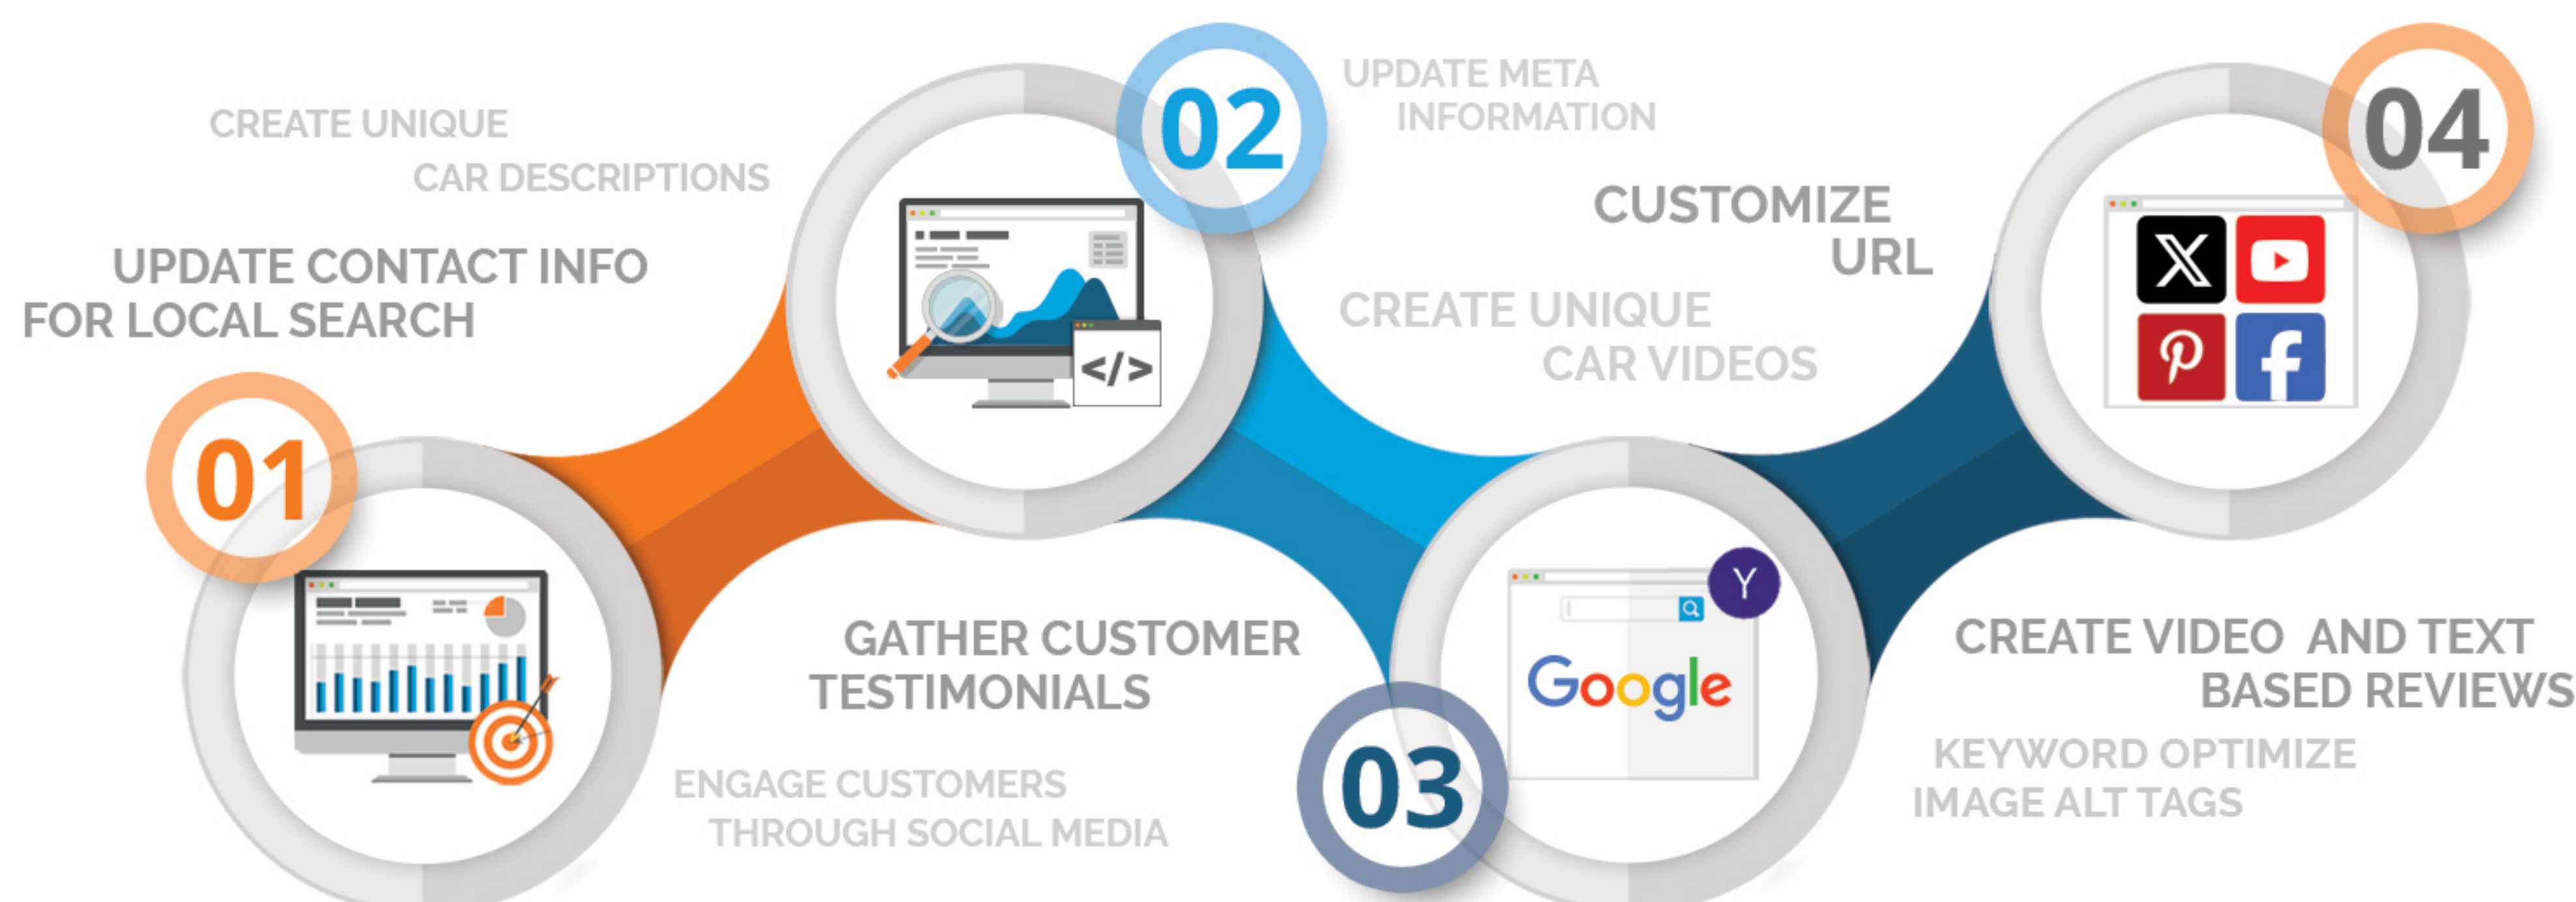 CREATE UNIQUE
CAR DESCRIPTIONS
UPDATE CONTACT INFO
FOR LOCAL SEARCH
01
02
</>
GATHER CUSTOMER
TESTIMONIALS
ENGAGE CUSTOMERS
THROUGH SOCIAL MEDIA
UPDATE META
INFORMATION
CUSTOMIZE
URL
CREATE UNIQUE
CAR VIDEOS
03
Y
Google
04
X
f
CREATE VIDEO AND TEXT
BASED REVIEWS
KEYWORD OPTIMIZE
IMAGE ALT TAGS